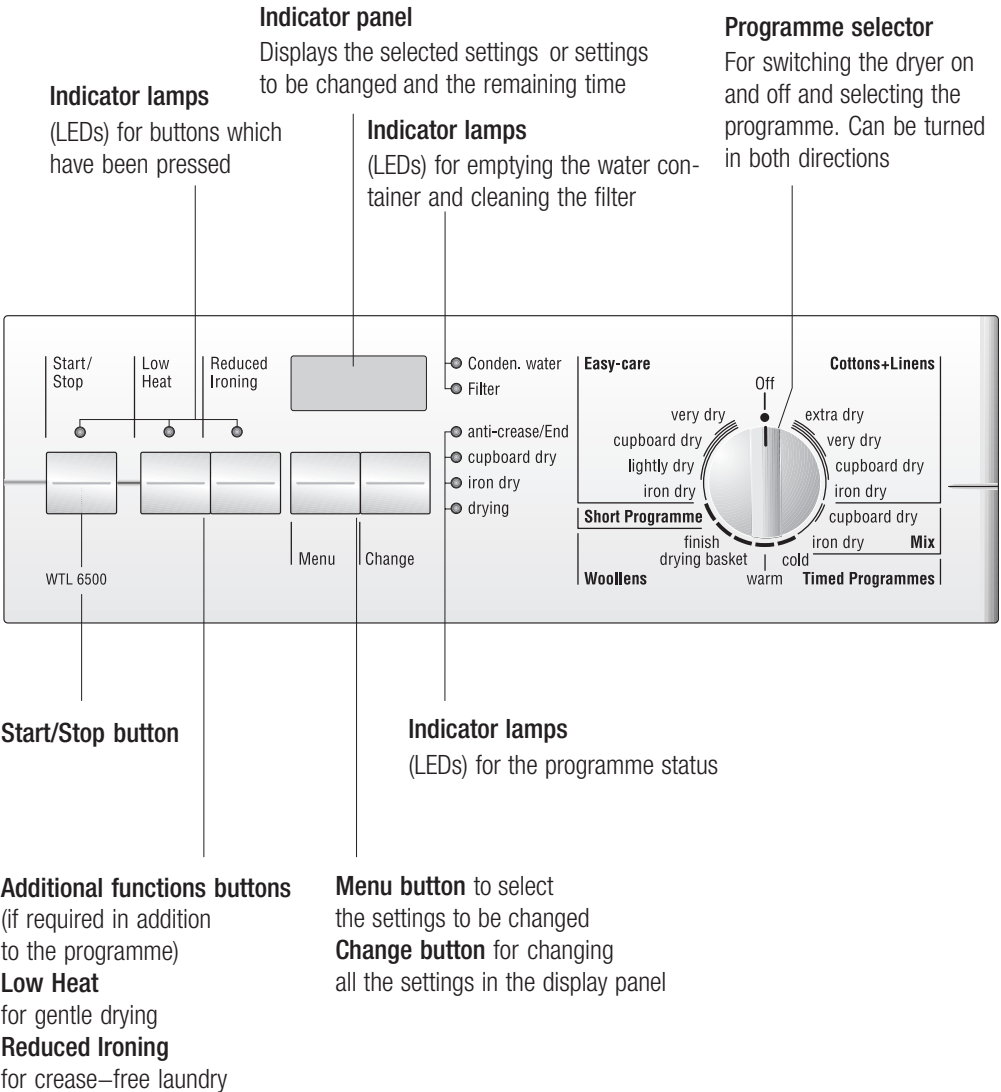 Indicator panel
Displays the selected settings or settings
to be changed and the remaining time
Programme selector
For switching the dryer on
and off and selecting the
programme. Can be turned
in both directions
Indicator lamps
(LEDs) for buttons which
have been pressed
Indicator lamps
(LEDs) for emptying the water con-
tainer and cleaning the filter
Start/
Stop
Low
Heat
Reduced
Ironing
Conden. water
Filter
anti-crease/End
cupboard dry
iron dry
drying
Menu
Change
WTL 6500
Easy-care
Cottons+Linens
Off
very dry
cupboard dry
lightly dry
iron dry
extra dry
very dry
cupboard dry
iron dry
Short Programme
cupboard dry
iron dry
Mix
finish
drying basket
Woollens
warm
cold
Timed Programmes
Start/Stop button
Indicator lamps
(LEDs) for the programme status
Additional functions buttons
(if required in addition
to the programme)
Low Heat
for gentle drying
Reduced Ironing
for crease–free laundry
Menu button to select
the settings to be changed
Change button for changing
all the settings in the display panel